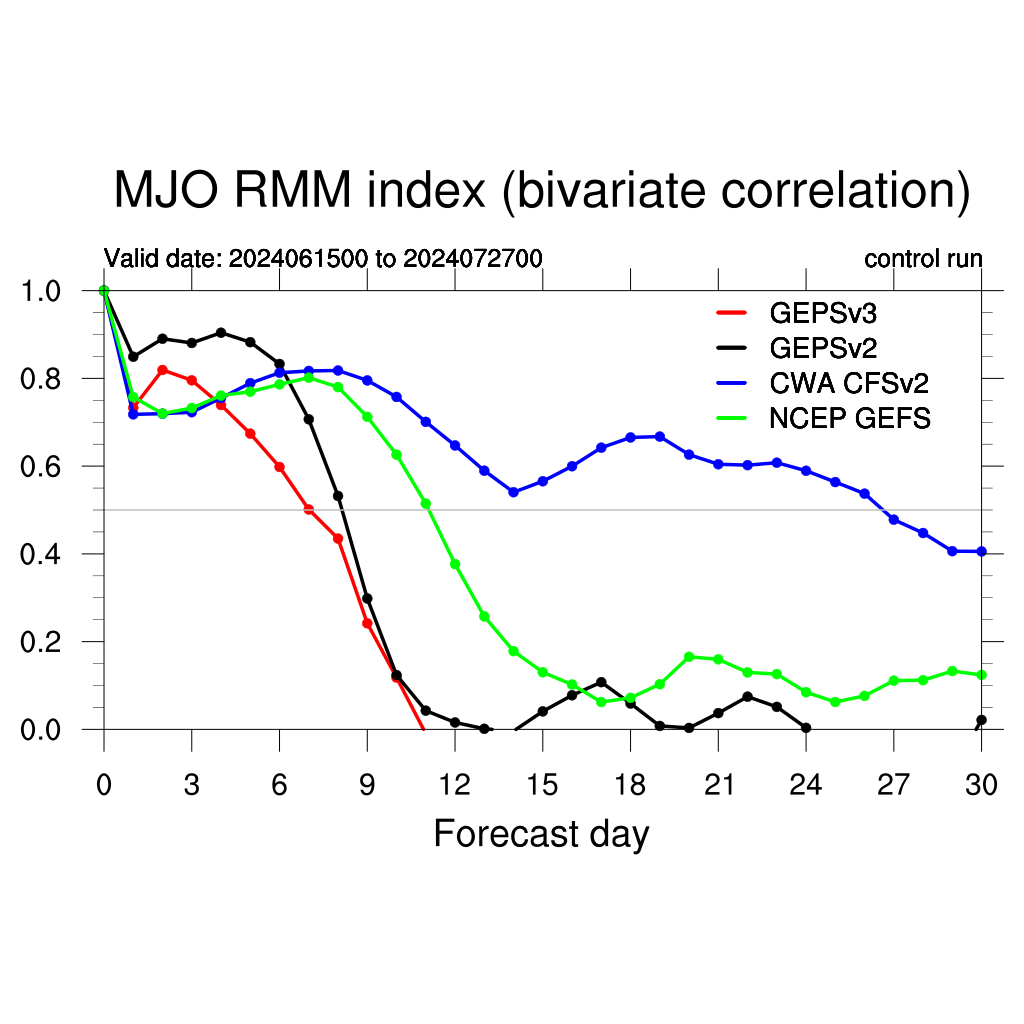 MJO RMM index (bivariate correlation)
Valid date: 2024061500 to 2024072700 control run
1.0
0.8
0.6
0.4
0.2
0.0
GEPSv3
GEPSv2
CWA CFSv2
NCEP GEFS
0 3 6 9 12 15 18 21 24 27 30
Forecast day